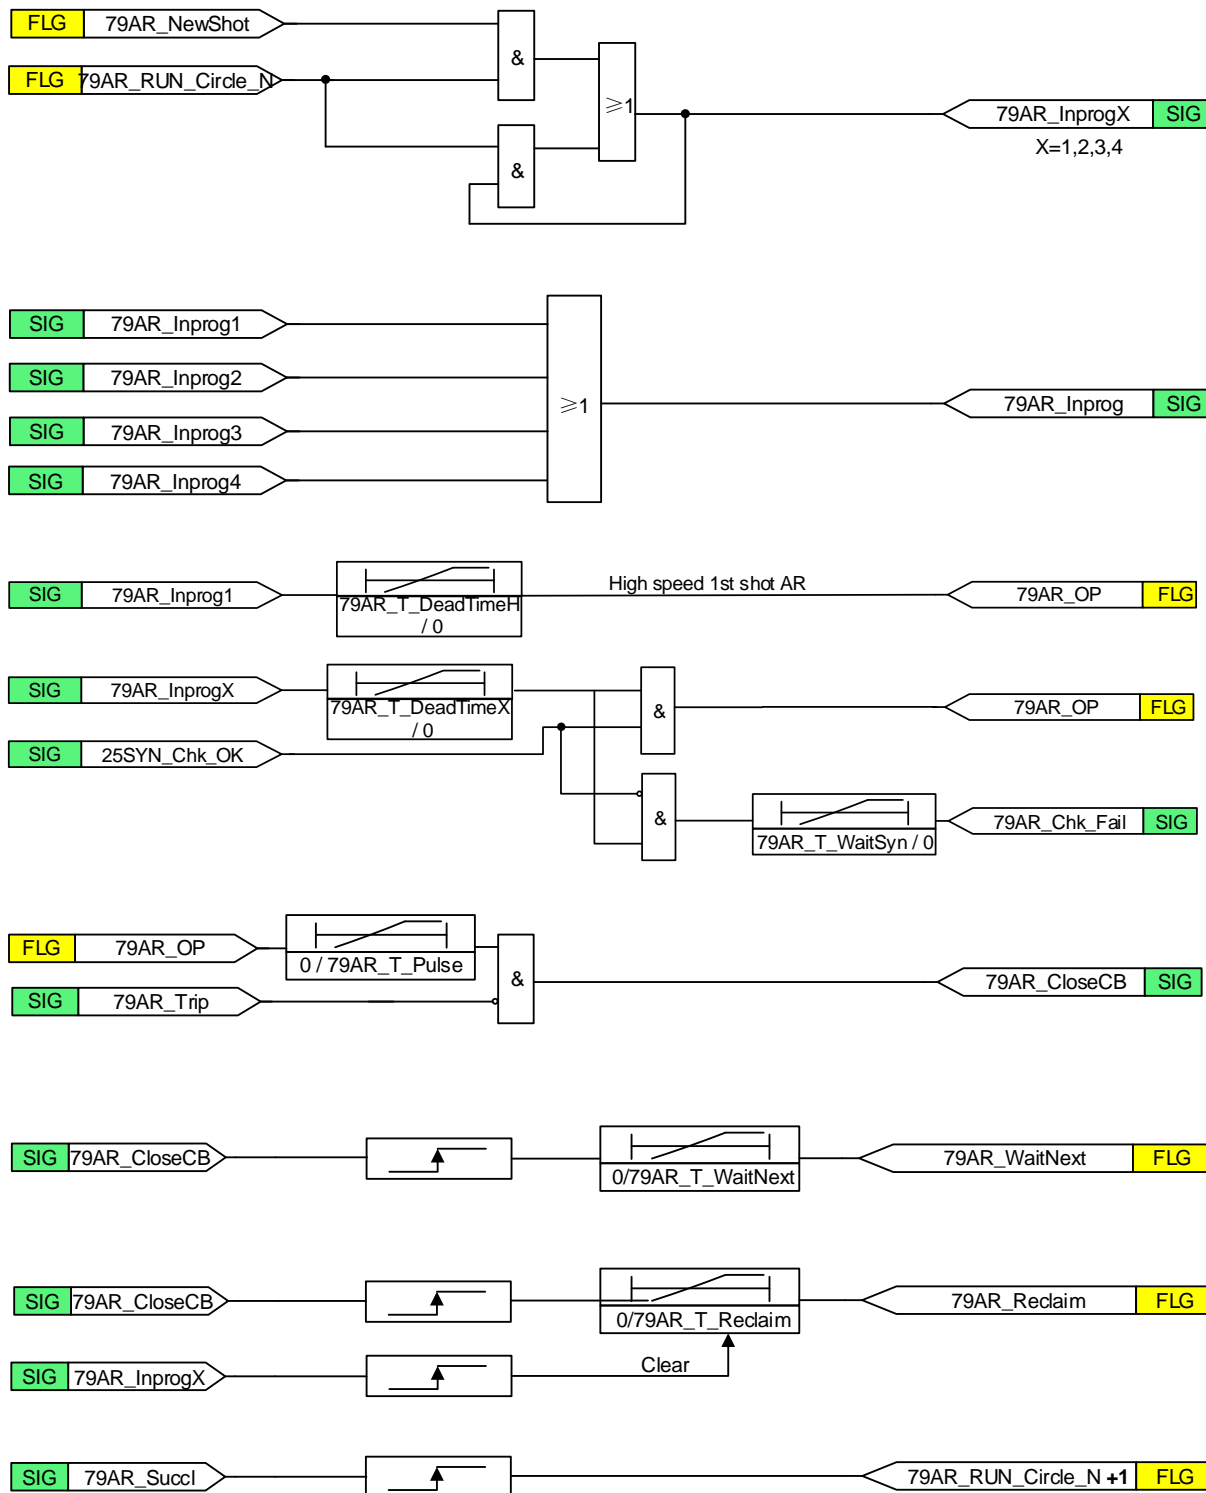 FLG 79AR_NewShot
&
FLG 79AR_RUN_Circle_N
≥1
79AR_InprogX SIG
X=1,2,3,4
&
SIG 79AR_Inprog1
SIG 79AR_Inprog2
≥1
79AR_Inprog SIG
SIG 79AR_Inprog3
SIG 79AR_Inprog4
High speed 1st shot AR
SIG 79AR_Inprog1
79AR_T_DeadTimeH
/ 0
79AR_OP FLG
SIG 79AR_InprogX
79AR_T_DeadTimeX
/ 0
&
79AR_OP FLG
SIG 25SYN_Chk_OK
&
79AR_T_WaitSyn / 0
79AR_Chk_Fail SIG
FLG 79AR_OP
0 / 79AR_T_Pulse
&
79AR_CloseCB SIG
SIG 79AR_Trip
SIG 79AR_CloseCB
0/79AR_T_WaitNext
79AR_WaitNext FLG
SIG 79AR_CloseCB
0/79AR_T_Reclaim
79AR_Reclaim FLG
Clear
SIG 79AR_InprogX
SIG 79AR_Succl
79AR_RUN_Circle_N +1 FLG